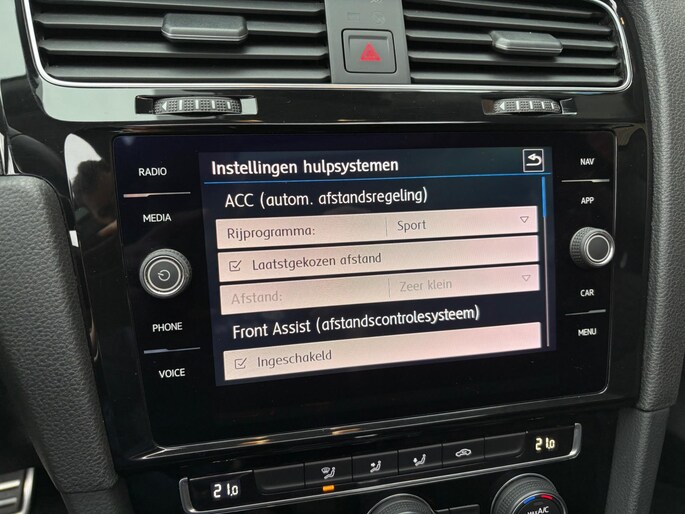 RADIO
MEDIA
PHONE
VOICE
Instellingen hulpsystemen
ACC (autom. afstandsregeling)
Rijprogramma: Sport
Laatstgekozen afstand
Afstand: Zeer klein
Front Assist (afstandscontrolesysteem)
Ingeschakeld
NAV
APP
CAR
MENU
21.0
21.0
A/C